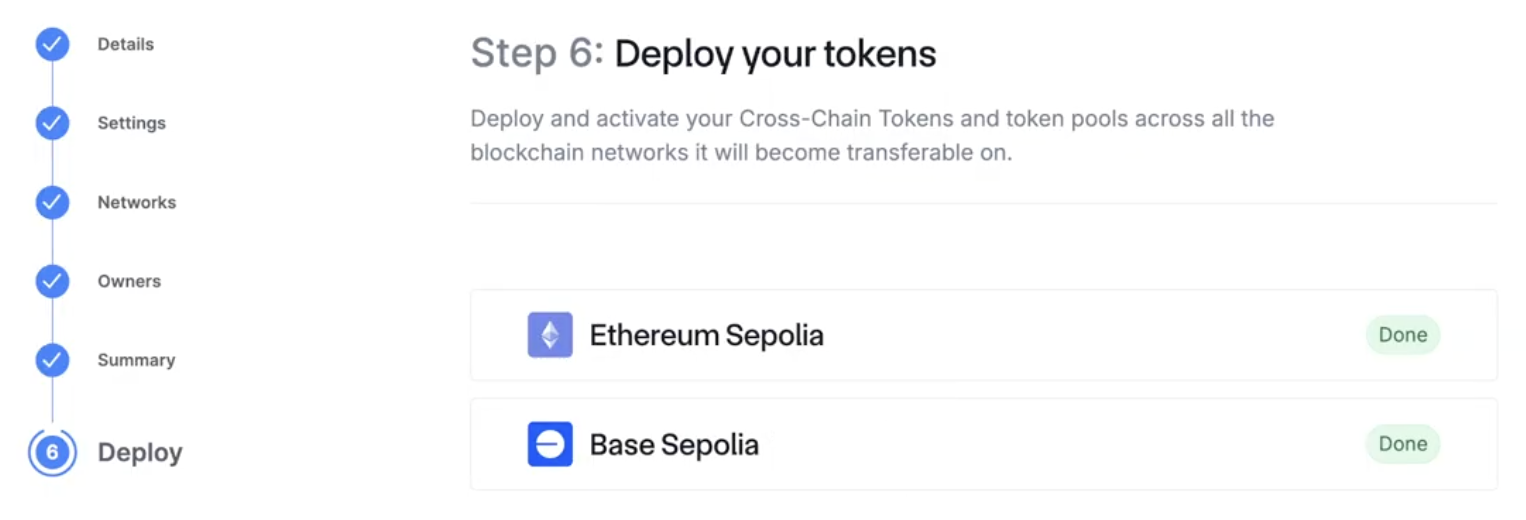 Details
Settings
Networks
Owners
Summary
6 Deploy
Step 6: Deploy your tokens
Deploy and activate your Cross-Chain Tokens and token pools across all the
blockchain networks it will become transferable on.
Ethereum Sepolia Done
Base Sepolia Done